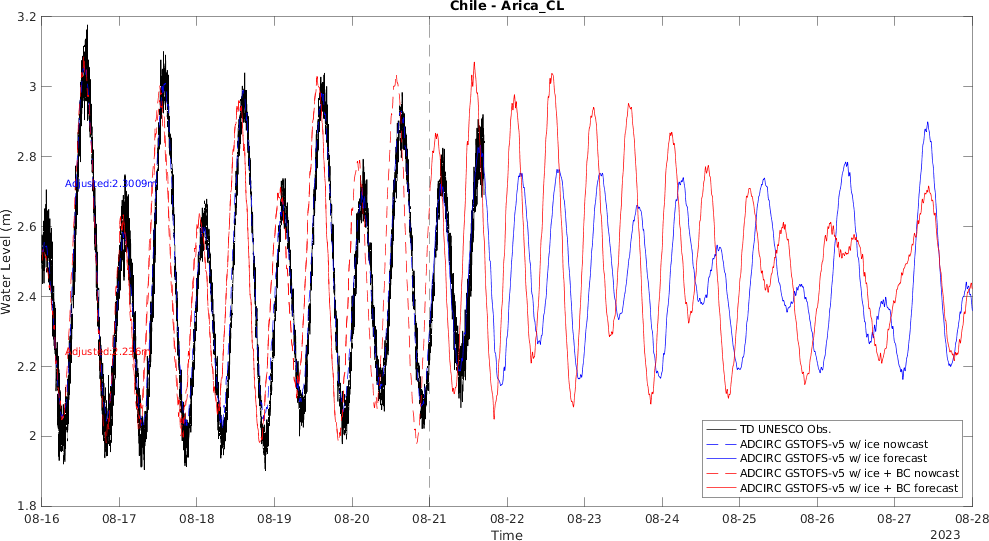 Chile - Arica_CL
3.2
3
2.8
2.6
2.4
2.2
2
1.8
Water Level (m)
Adjusted:2.3009m
Adjusted:2.236m
TD UNESCO Obs.
ADCIRC GSTOFS-v5 w/ ice nowcast
ADCIRC GSTOFS-v5 w/ ice forecast
ADCIRC GSTOFS-v5 w/ ice + BC nowcast
ADCIRC GSTOFS-v5 w/ ice + BC forecast
08-16 08-17 08-18 08-19 08-20 08-21 08-22 08-23 08-24 08-25 08-26 08-27 08-28
Time
2023